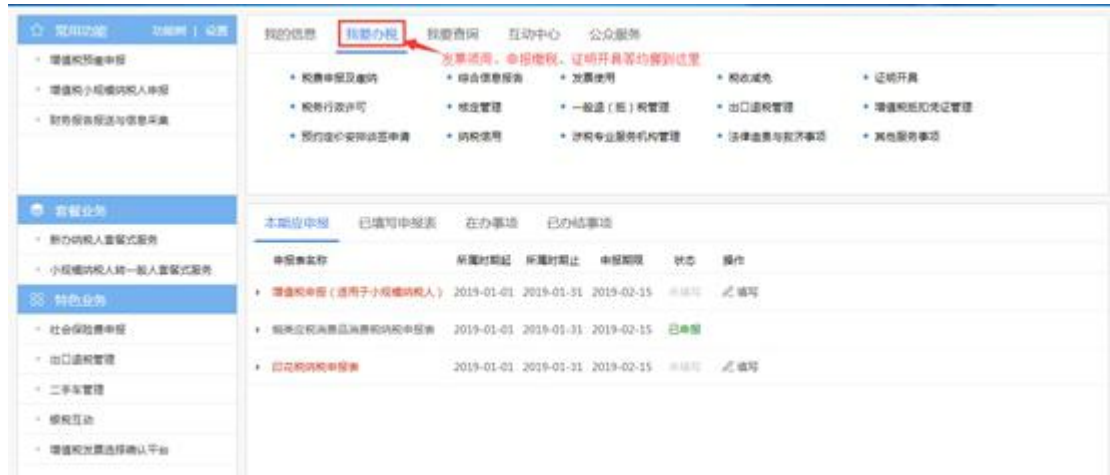 常用功能 功能树 | 设置
增值税预缴申报
增值税小规模纳税人申报
财务报告报送与信息采集
套餐业务
新办纳税人套餐式服务
小规模纳税人转一般人套餐式服务
特色业务
社会保险费申报
出口退税管理
二手车管理
银税互动
增值税发票选择确认平台
我的信息 我要办税 我要查询 互动中心 公众服务
发票领用、申报缴税、证明开具等均挪到这里
税费申报及缴纳 综合信息报告 发票使用 税收减免 证明开具
税务行政许可 核定管理 一般退（抵）税管理 出口退税管理 增值税抵扣凭证管理
预约定价安排谈签申请 纳税信用 涉税专业服务机构管理 法律追责与救济事项 其他服务事项
本期应申报 已填写申报表 在办事项 已办结事项
申报表名称 所属时期起 所属时期止 申报期限 状态 操作
增值税申报（适用于小规模纳税人） 2019-01-01 2019-01-31 2019-02-15 未填写 填写
烟类应税消费品消费税纳税申报表 2019-01-01 2019-01-31 2019-02-15 已申报
印花税纳税申报表 2019-01-01 2019-01-31 2019-02-15 未填写 填写